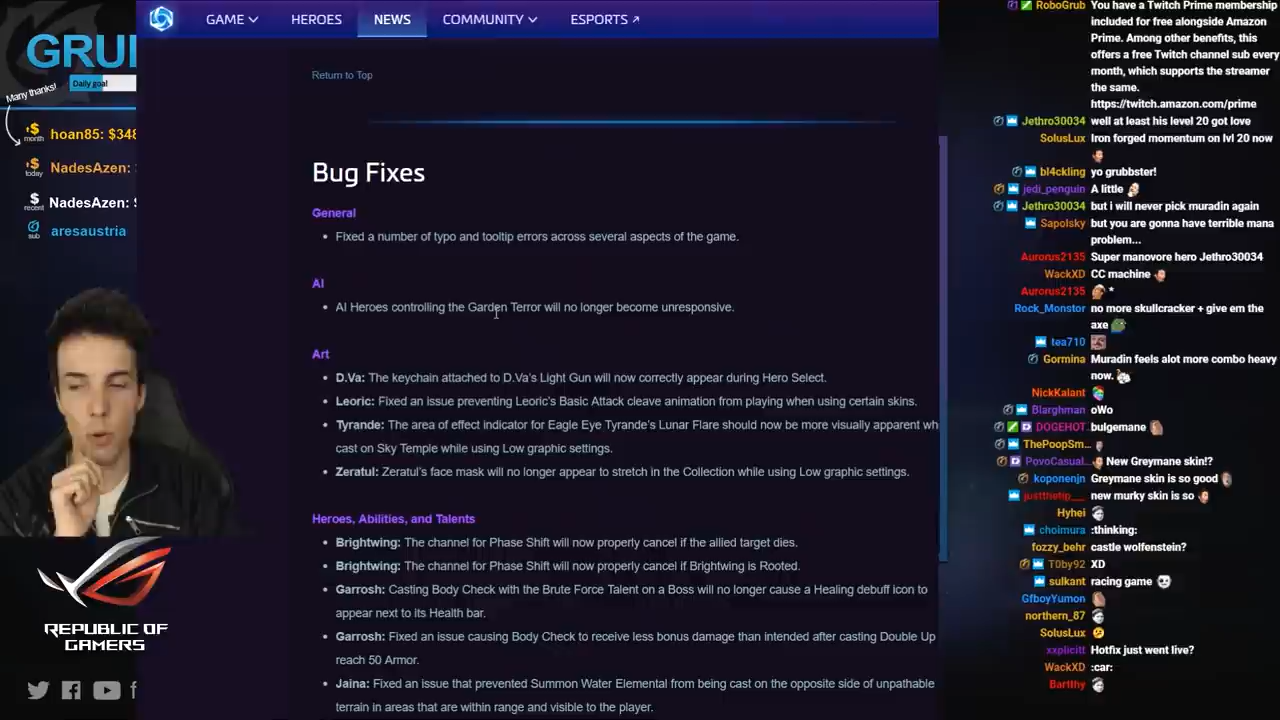 GRU
Daily goal
Many thanks!
month
hoan85: $348
today
NadesAzen:
recent
NadesAzen: $
sub
aresaustria
REPUBLIC OF
GAMERS
GAME
HEROES
NEWS
COMMUNITY
ESPORTS
Return to Top
Bug Fixes
General
Fixed a number of typo and tooltip errors across several aspects of the game.
AI
AI Heroes controlling the Garden Terror will no longer become unresponsive.
Art
D.Va: The keychain attached to D.Va's Light Gun will now correctly appear during Hero Select.
Leoric: Fixed an issue preventing Leoric's Basic Attack cleave animation from playing when using certain skins.
Tyrande: The area of effect indicator for Eagle Eye Tyrande's Lunar Flare should now be more visually apparent wh
cast on Sky Temple while using Low graphic settings.
Zeratul: Zeratul's face mask will no longer appear to stretch in the Collection while using Low graphic settings.
Heroes, Abilities, and Talents
Brightwing: The channel for Phase Shift will now properly cancel if the allied target dies.
Brightwing: The channel for Phase Shift will now properly cancel if Brightwing is Rooted.
Garrosh: Casting Body Check with the Brute Force Talent on a Boss will no longer cause a Healing debuff icon to
appear next to its Health bar.
Garrosh: Fixed an issue causing Body Check to receive less bonus damage than intended after casting Double Up
reach 50 Armor.
Jaina: Fixed an issue that prevented Summon Water Elemental from being cast on the opposite side of unpathable
terrain in areas that are within range and visible to the player.
RoboGrub You have a Twitch Prime membership
included for free alongside Amazon
Prime. Among other benefits, this
offers a free Twitch channel sub every
month, which supports the streamer
the same.
https://twitch.amazon.com/prime
Jethro30034 well at least his level 20 got love
SolusLux Iron forged momentum on lvl 20 now
bl4ckling yo grubbster!
jedi_penguin A little
Jethro30034 but i will never pick muradin again
Sapolsky but you are gonna have terrible mana
problem...
Aurorus2135 Super manovore hero Jethro30034
WackXD CC machine
Aurorus2135 *
Rock_Monstor no more skullcracker + give em the
axe
tea710
Gormina Muradin feels alot more combo heavy
now.
NickKalant
Blarghman oWo
DOGEHOT... bulgemane
ThePoopSm...
PovoCasual... New Greymane skin!?
koponenjn Greymane skin is so good
justthetip___ new murky skin is so
Hyhei
choimura :thinking:
fozzy_behr castle wolfenstein?
T0by92 XD
sulkant racing game
GfboyYumon
northern_87
SolusLux
xxplicitt Hotfix just went live?
WackXD :car:
Bartthy